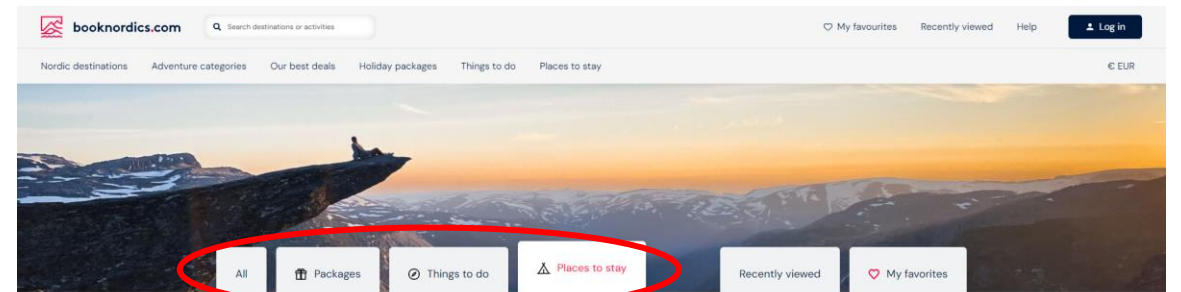 booknordics.com Search destinations or activities My favourites Recently viewed Help Log in
Nordic destinations Adventure categories Our best deals Holiday packages Things to do Places to stay € EUR
All Packages Things to do Places to stay Recently viewed My favorites